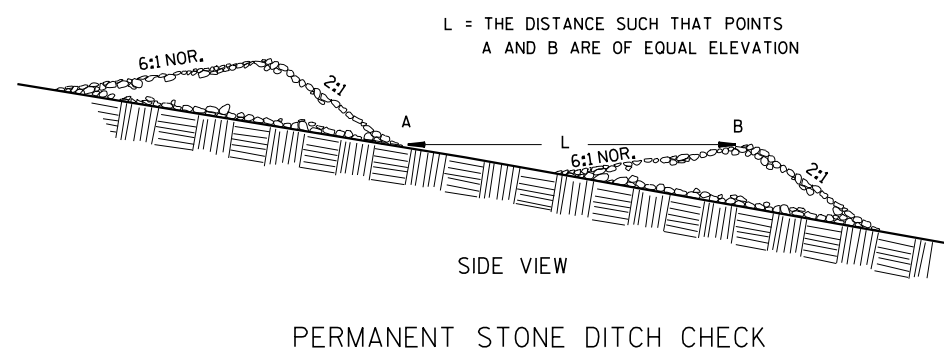 L = THE DISTANCE SUCH THAT POINTS
A AND B ARE OF EQUAL ELEVATION
6:1 NOR.
2:1
A
B
L
6:1 NOR.
2:1
SIDE VIEW
PERMANENT STONE DITCH CHECK